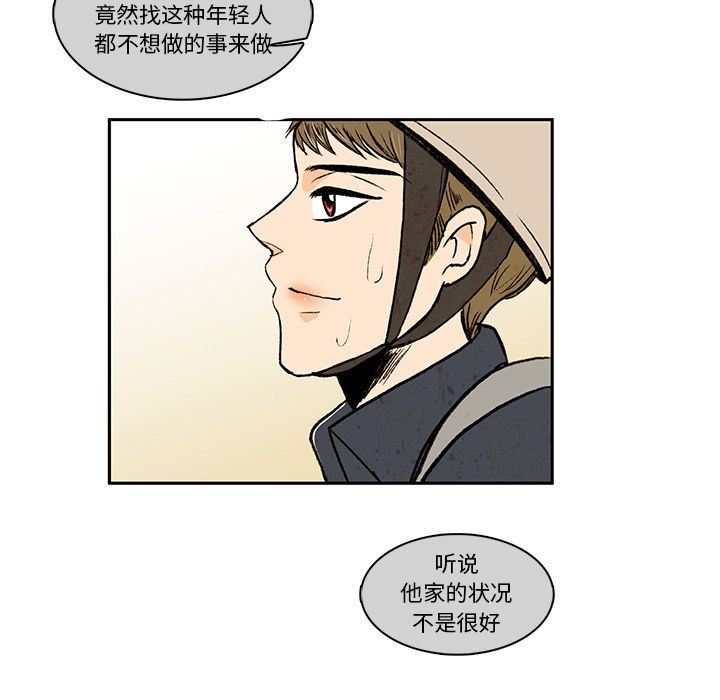 竟然找这种年轻人
都不想做的事来做
听说
他家的状况
不是很好